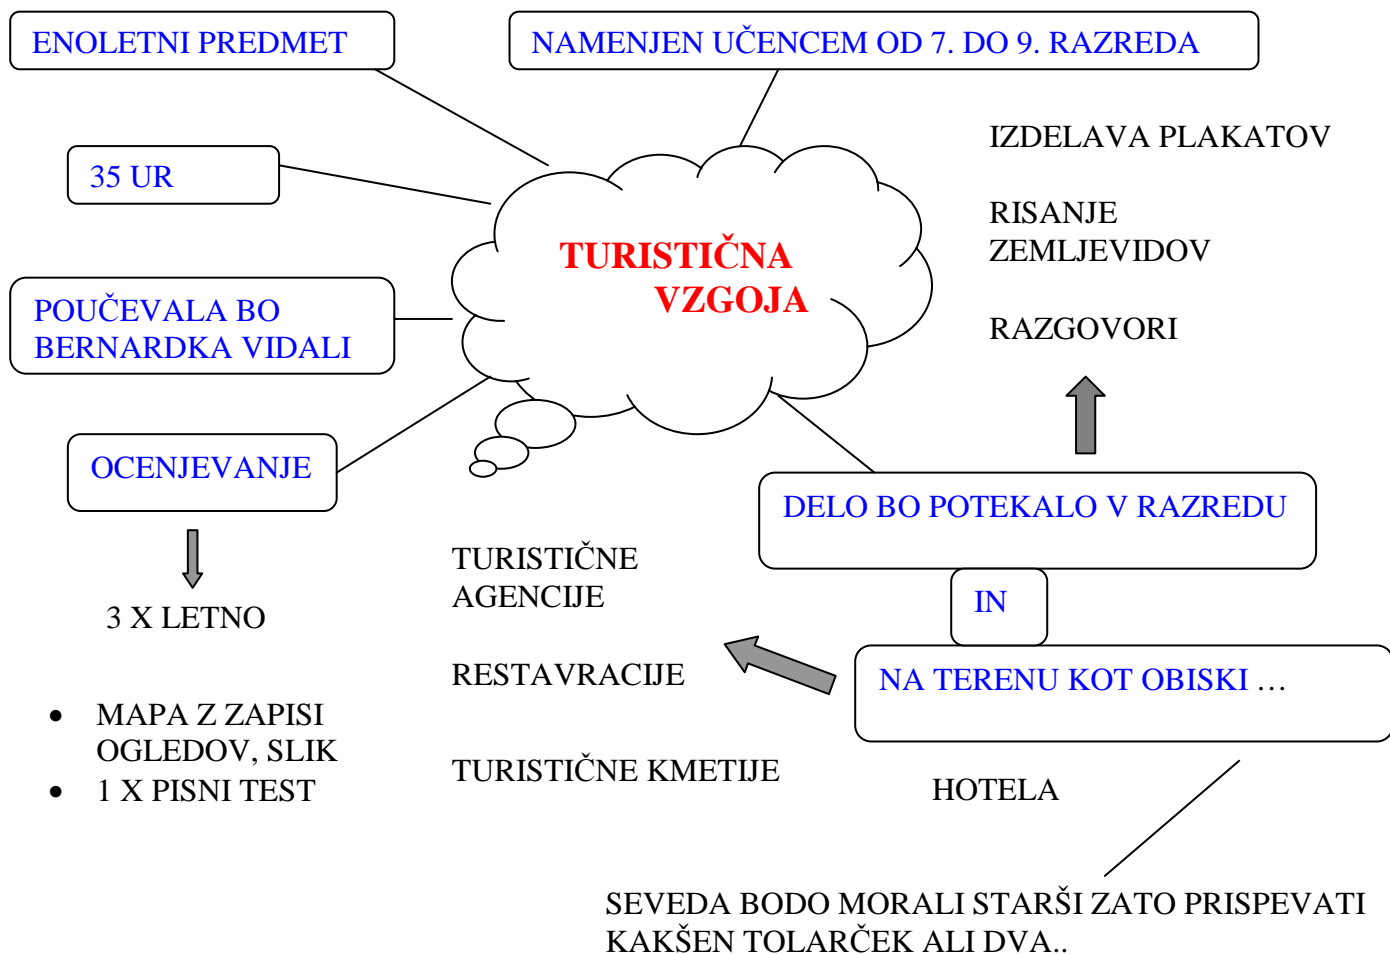 ENOLETNI PREDMET
NAMENJEN UČENCEM OD 7. DO 9. RAZREDA
35 UR
POUČEVALA BO
BERNARDKA VIDALI
OCENJEVANJE
3 X LETNO
• MAPA Z ZAPISI
OGLEDOV, SLIK
• 1 X PISNI TEST
TURISTIČNA
VZGOJA
IZDELAVA PLAKATOV
RISANJE
ZEMLJEVIDOV
RAZGOVORI
DELO BO POTEKALO V RAZREDU
IN
NA TERENU KOT OBISKI …
TURISTIČNE
AGENCIJE
RESTAVRACIJE
TURISTIČNE KMETIJE
HOTELA
SEVEDA BODO MORALI STARŠI ZATO PRISPEVATI
KAKŠEN TOLARČEK ALI DVA..